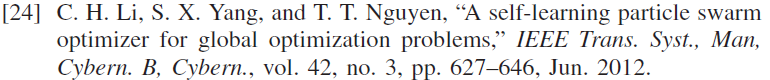 [24] C. H. Li, S. X. Yang, and T. T. Nguyen, “A self-learning particle swarm
optimizer for global optimization problems,” IEEE Trans. Syst., Man,
Cybern. B, Cybern., vol. 42, no. 3, pp. 627–646, Jun. 2012.